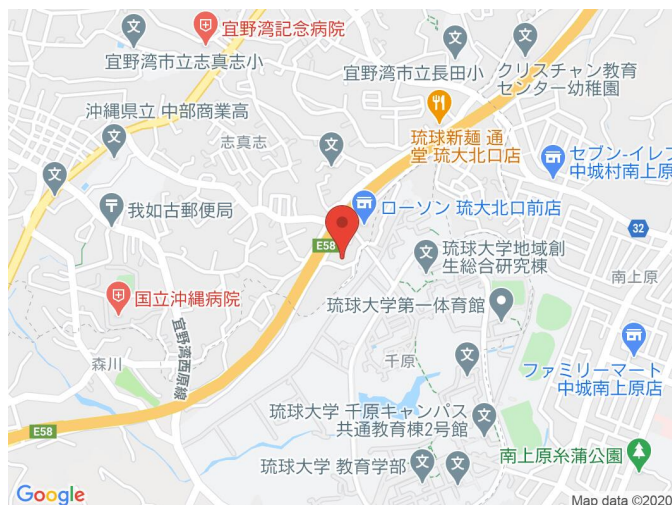 宜野湾記念病院
宜野湾市立志真志小
宜野湾市立長田小
クリスチャン教育
センター幼稚園
沖縄県立 中部商業高
志真志
琉球新麺 通
堂 琉大北口店
セブン-イレブ
中城村南上原
我如古郵便局
ローソン 琉大北口前店
32
E58
琉球大学地域創
生総合研究棟
南上原
国立沖縄病院
琉球大学第一体育館
宜野湾西原線
森川
千原
ファミリーマート
中城南上原店
琉球大学 千原キャンパス
共通教育棟2号館
E58
琉球大学 教育学部
南上原糸蒲公園
Google
Map data ©2020